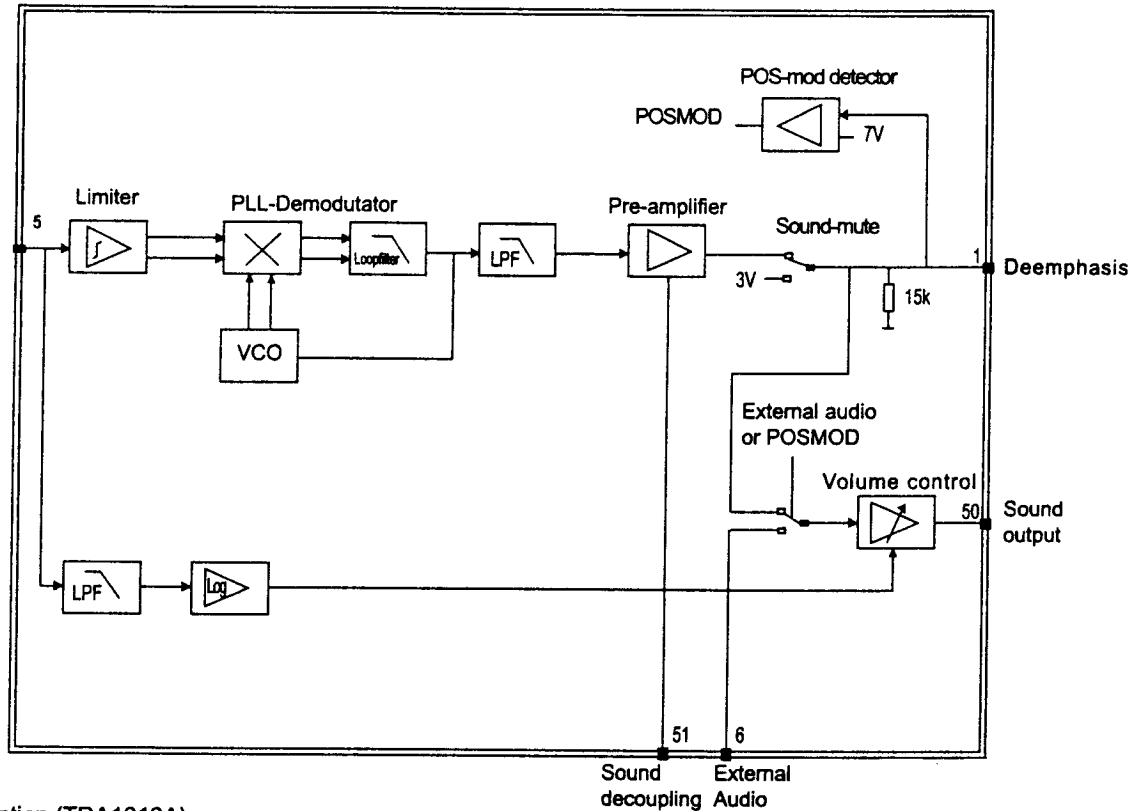 POS-mod detector
POSMOD
7V
Limiter
PLL-Demodutator
Pre-amplifier
Sound-mute
5
Loopfilter
LPF
3V
1
Deemphasis
15k
VCO
External audio
or POSMOD
Volume control
50
Sound
output
LPF
Log
51
6
Sound
decoupling
External
Audio